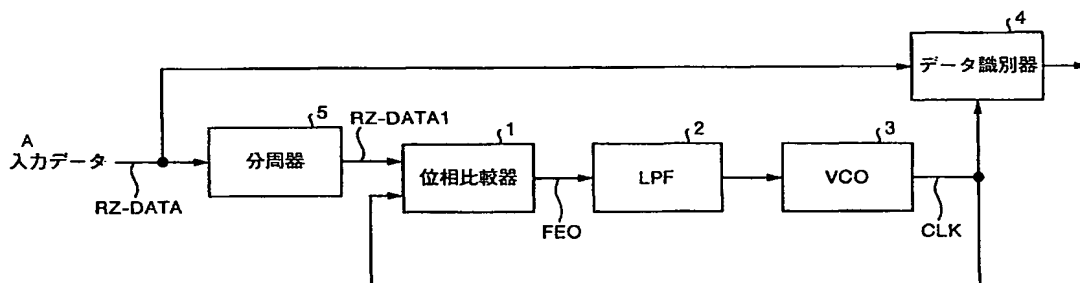 4
データ識別器
A
入力データ
RZ-DATA
5
分周器
RZ-DATA1
1
位相比較器
FEO
2
LPF
3
VCO
CLK